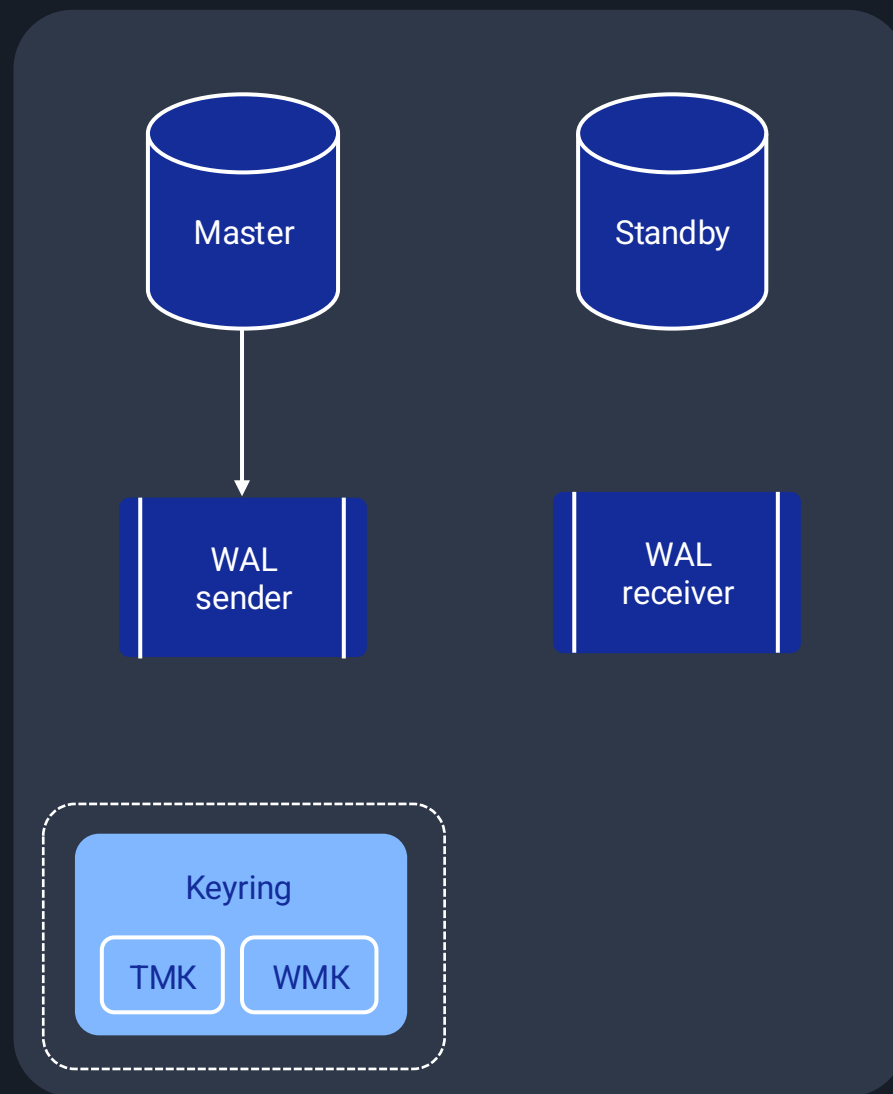 Master
Standby
WAL
sender
WAL
receiver
Keyring
TMK
WMK